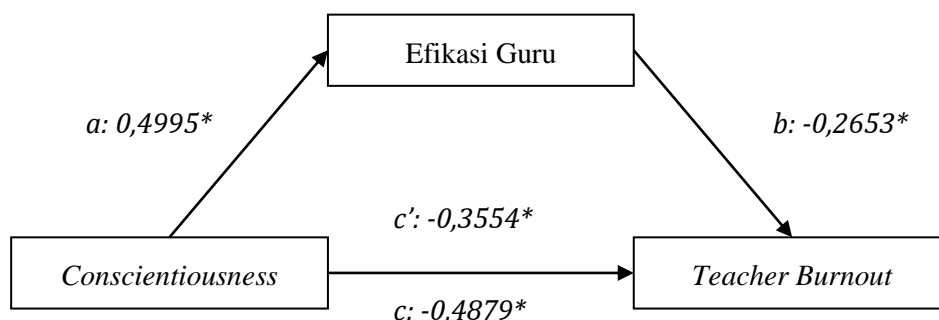 Efikasi Guru
a: 0,4995*
b: -0,2653*
c’: -0,3554*
Conscientiousness
Teacher Burnout
c: -0,4879*